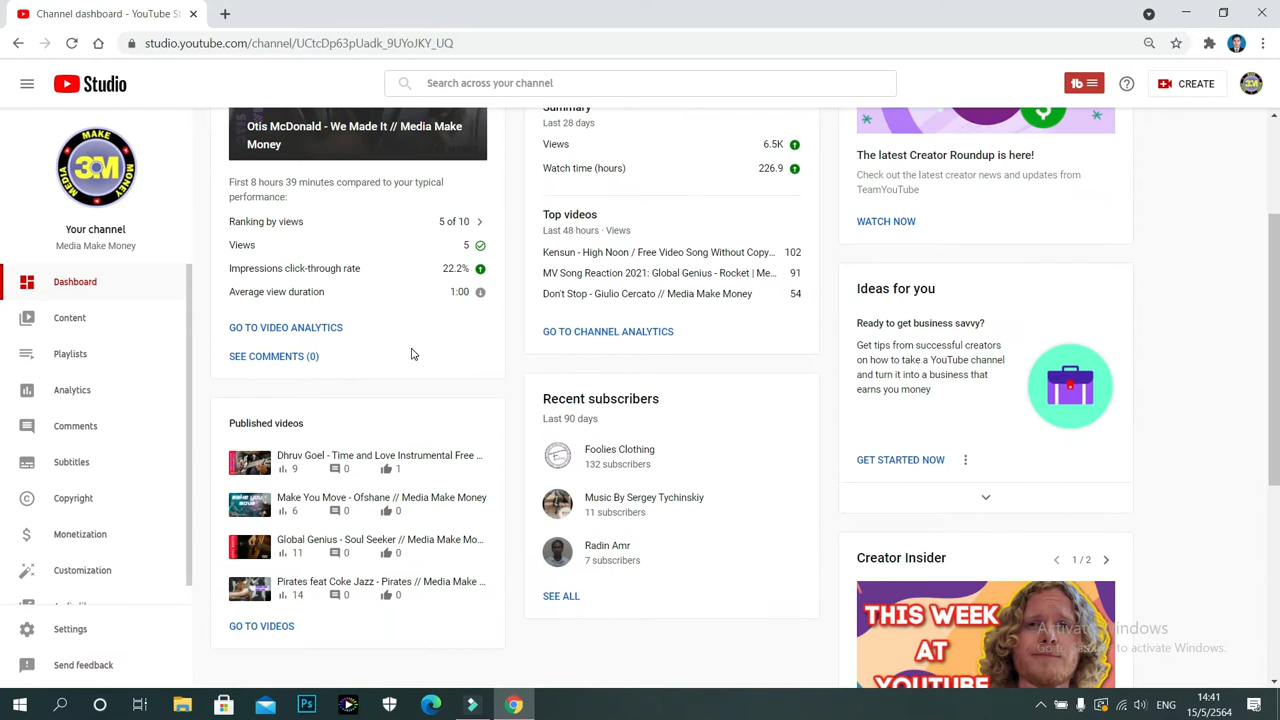 Channel dashboard - YouTube St
studio.youtube.com/channel/UCtcDp63pUadk_9UYoJKY_UQ
Studio
Search across your channel
tb
CREATE
MAKE
3M
MEDIA
MONEY
Your channel
Media Make Money
Dashboard
Content
Playlists
Analytics
Comments
Subtitles
Copyright
Monetization
Customization
Settings
Send feedback
Otis McDonald - We Made It // Media Make
Money
First 8 hours 39 minutes compared to your typical
performance:
Ranking by views 5 of 10
Views 5
Impressions click-through rate 22.2%
Average view duration 1:00
GO TO VIDEO ANALYTICS
SEE COMMENTS (0)
Published videos
Dhruv Goel - Time and Love Instrumental Free ...
9 0 1
Make You Move - Ofshane // Media Make Money
6 0 0
Global Genius - Soul Seeker // Media Make Mo...
11 0 0
Pirates feat Coke Jazz - Pirates // Media Make ...
14 0 0
GO TO VIDEOS
Summary
Last 28 days
Views 6.5K
Watch time (hours) 226.9
Top videos
Last 48 hours · Views
Kensun - High Noon / Free Video Song Without Copy... 102
MV Song Reaction 2021: Global Genius - Rocket | Me... 91
Don't Stop - Giulio Cercato // Media Make Money 54
GO TO CHANNEL ANALYTICS
Recent subscribers
Last 90 days
Foolies Clothing
132 subscribers
Music By Sergey Tychinskiy
11 subscribers
Radin Amr
7 subscribers
SEE ALL
The latest Creator Roundup is here!
Check out the latest creator news and updates from
TeamYouTube
WATCH NOW
Ideas for you
Ready to get business savvy?
Get tips from successful creators
on how to take a YouTube channel
and turn it into a business that
earns you money
GET STARTED NOW
Creator Insider
1 / 2
THIS WEEK
AT
YOUTUBE
Activate Windows
to activate Windows.
Ps
14:41
15/5/2564